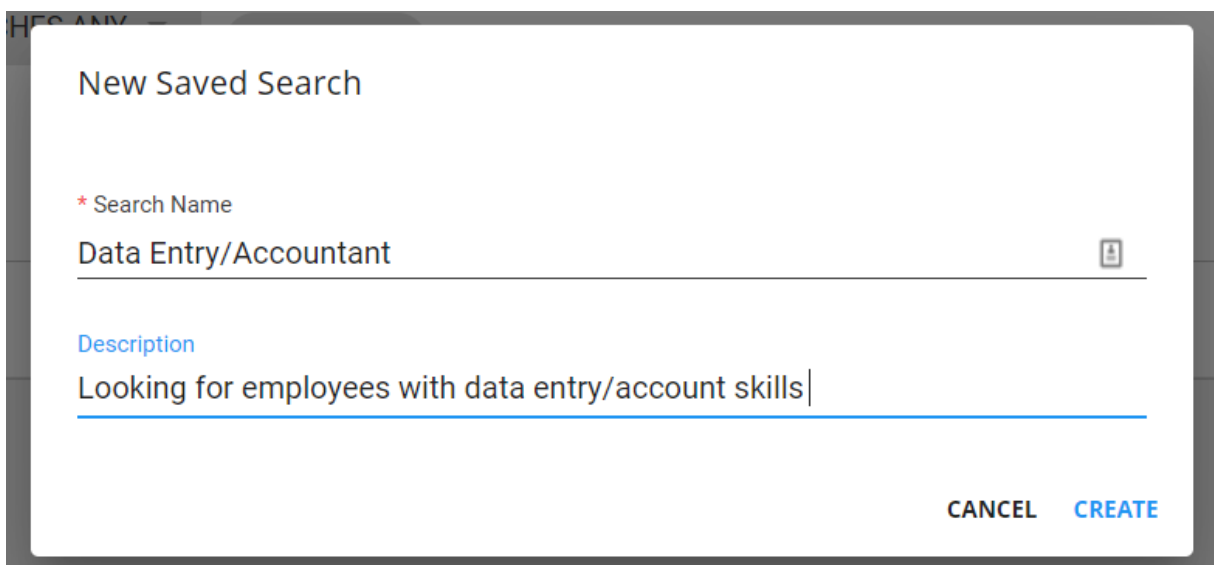 New Saved Search
* Search Name
Data Entry/Accountant
Description
Looking for employees with data entry/account skills
CANCEL CREATE